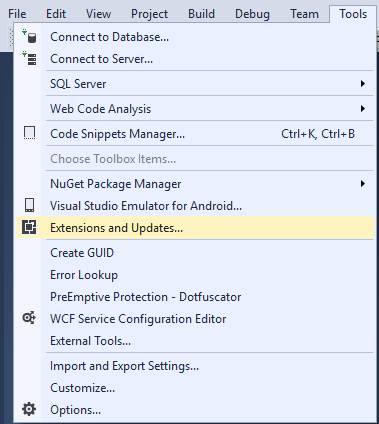 File Edit View Project Build Debug Team Tools
Connect to Database...
Connect to Server...
SQL Server
Web Code Analysis
Code Snippets Manager... Ctrl+K, Ctrl+B
Choose Toolbox Items...
NuGet Package Manager
Visual Studio Emulator for Android...
Extensions and Updates...
Create GUID
Error Lookup
PreEmptive Protection - Dotfuscator
WCF Service Configuration Editor
External Tools...
Import and Export Settings...
Customize...
Options...